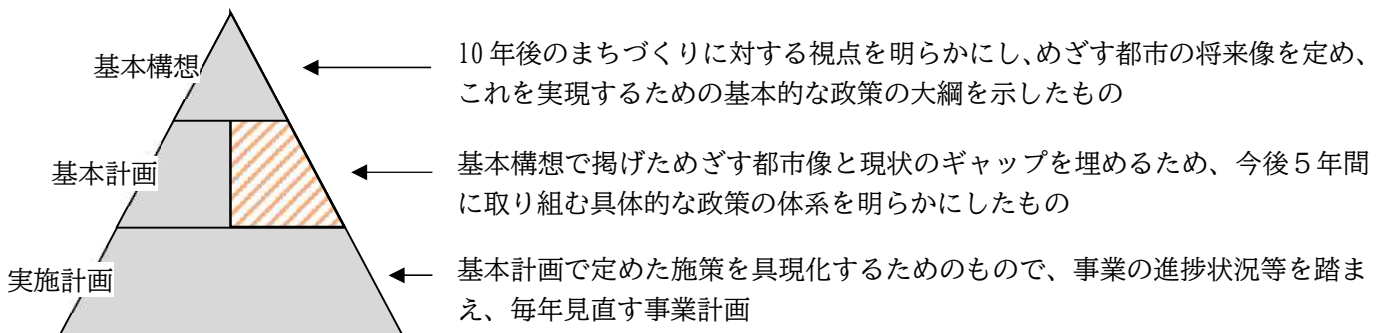 基本構想
10年後のまちづくりに対する視点を明らかにし、めざす都市の将来像を定め、
これを実現するための基本的な政策の大綱を示したもの
基本計画
基本構想で掲げためざす都市像と現状のギャップを埋めるため、今後５年間
に取り組む具体的な政策の体系を明らかにしたもの
実施計画
基本計画で定めた施策を具現化するためのもので、事業の進捗状況等を踏ま
え、毎年見直す事業計画